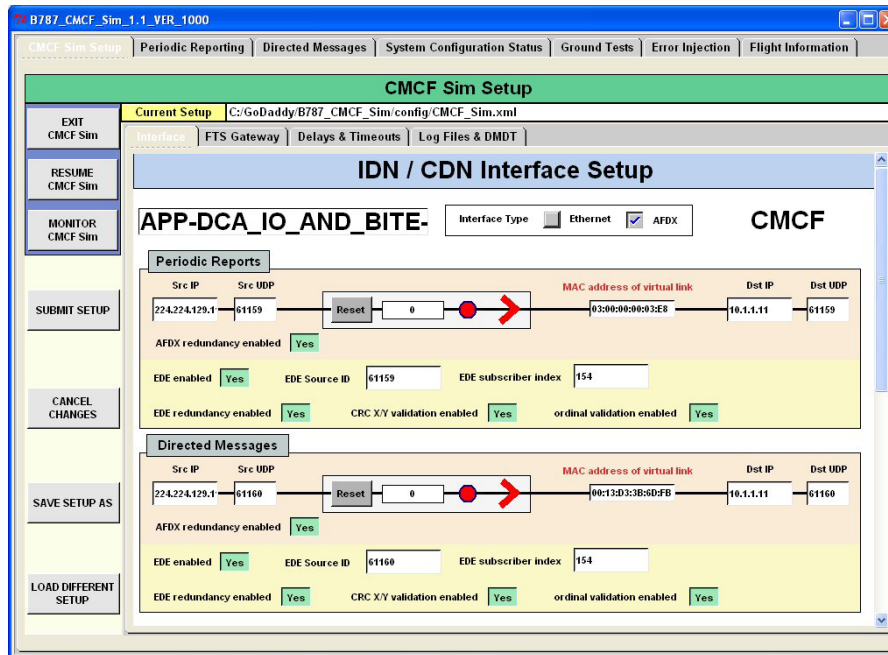 B787_CMCF_Sim_1.1_VER_1000
CMCF Sim Setup Periodic Reporting Directed Messages System Configuration Status Ground Tests Error Injection Flight Information
CMCF Sim Setup
EXIT CMCF Sim
RESUME CMCF Sim
MONITOR CMCF Sim
SUBMIT SETUP
CANCEL CHANGES
SAVE SETUP AS
LOAD DIFFERENT SETUP
Current Setup C:/GoDaddy/B787_CMCF_Sim/config/CMCF_Sim.xml
Interface FTS Gateway Delays & Timeouts Log Files & DMDT
IDN / CDN Interface Setup
APP-DCA_IO_AND_BITE- Interface Type Ethernet AFDX CMCF
Periodic Reports
Src IP Src UDP MAC address of virtual link Dst IP Dst UDP
224.224.129.1 61159 Reset 0 03:00:00:00:03:E8 10.1.1.11 61159
AFDX redundancy enabled Yes
EDE enabled Yes EDE Source ID 61159 EDE subscriber index 154
EDE redundancy enabled Yes CRC X/Y validation enabled Yes ordinal validation enabled Yes
Directed Messages
Src IP Src UDP MAC address of virtual link Dst IP Dst UDP
224.224.129.1 61160 Reset 0 00:13:D3:3B:6D:FB 10.1.1.11 61160
AFDX redundancy enabled Yes
EDE enabled Yes EDE Source ID 61160 EDE subscriber index 154
EDE redundancy enabled Yes CRC X/Y validation enabled Yes ordinal validation enabled Yes